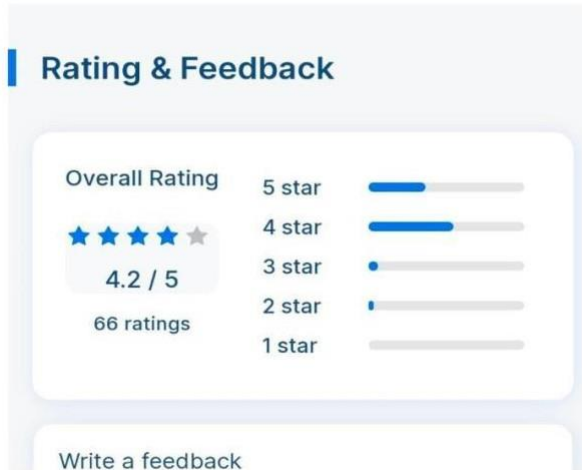 Rating & Feedback
Overall Rating
4.2 / 5
66 ratings
5 star
4 star
3 star
2 star
1 star
Write a feedback